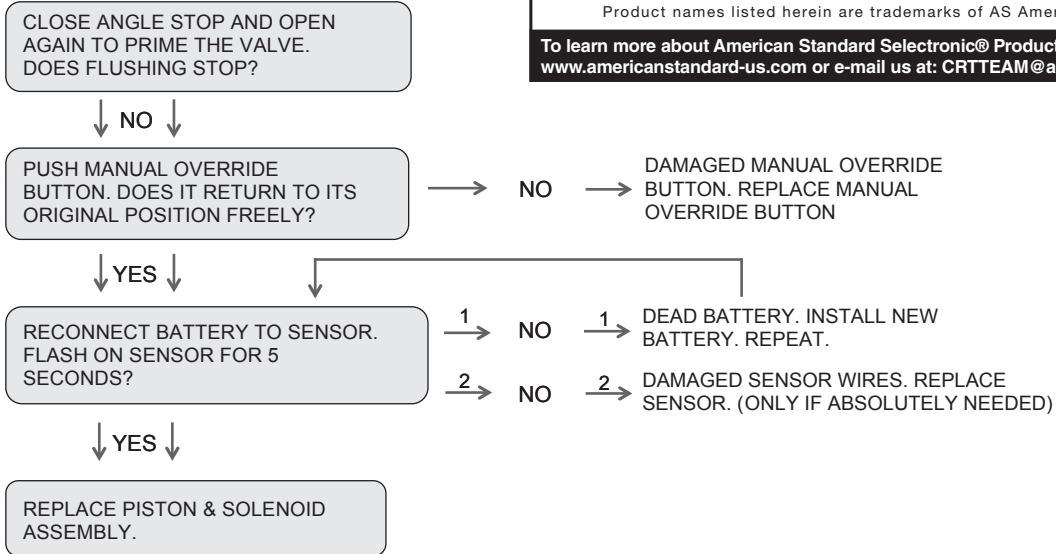 Product names listed herein are trademarks of AS Amer
To learn more about American Standard Selectronic® Product
www.americanstandard-us.com or e-mail us at: CRTTEAM@a
CLOSE ANGLE STOP AND OPEN
AGAIN TO PRIME THE VALVE.
DOES FLUSHING STOP?
NO
PUSH MANUAL OVERRIDE
BUTTON. DOES IT RETURN TO ITS
ORIGINAL POSITION FREELY?
NO
DAMAGED MANUAL OVERRIDE
BUTTON. REPLACE MANUAL
OVERRIDE BUTTON
YES
RECONNECT BATTERY TO SENSOR.
FLASH ON SENSOR FOR 5
SECONDS?
1
NO
1
DEAD BATTERY. INSTALL NEW
BATTERY. REPEAT.
2
NO
2
DAMAGED SENSOR WIRES. REPLACE
SENSOR. (ONLY IF ABSOLUTELY NEEDED)
YES
REPLACE PISTON & SOLENOID
ASSEMBLY.